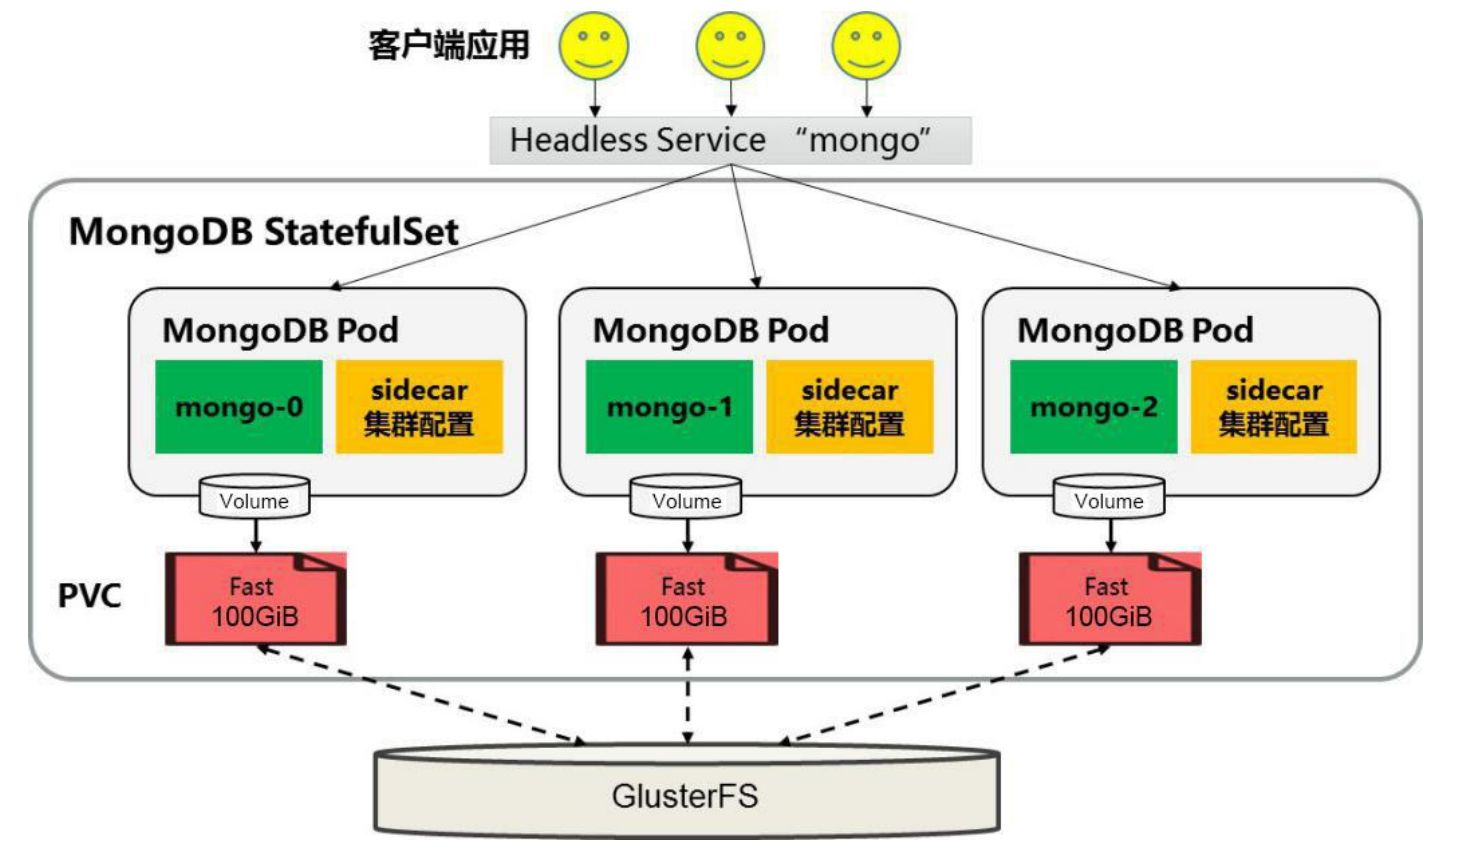 客户端应用
Headless Service “mongo”
MongoDB StatefulSet
MongoDB Pod
mongo-0
sidecar
集群配置
Volume
MongoDB Pod
mongo-1
sidecar
集群配置
Volume
MongoDB Pod
mongo-2
sidecar
集群配置
Volume
PVC
Fast
100GiB
Fast
100GiB
Fast
100GiB
GlusterFS